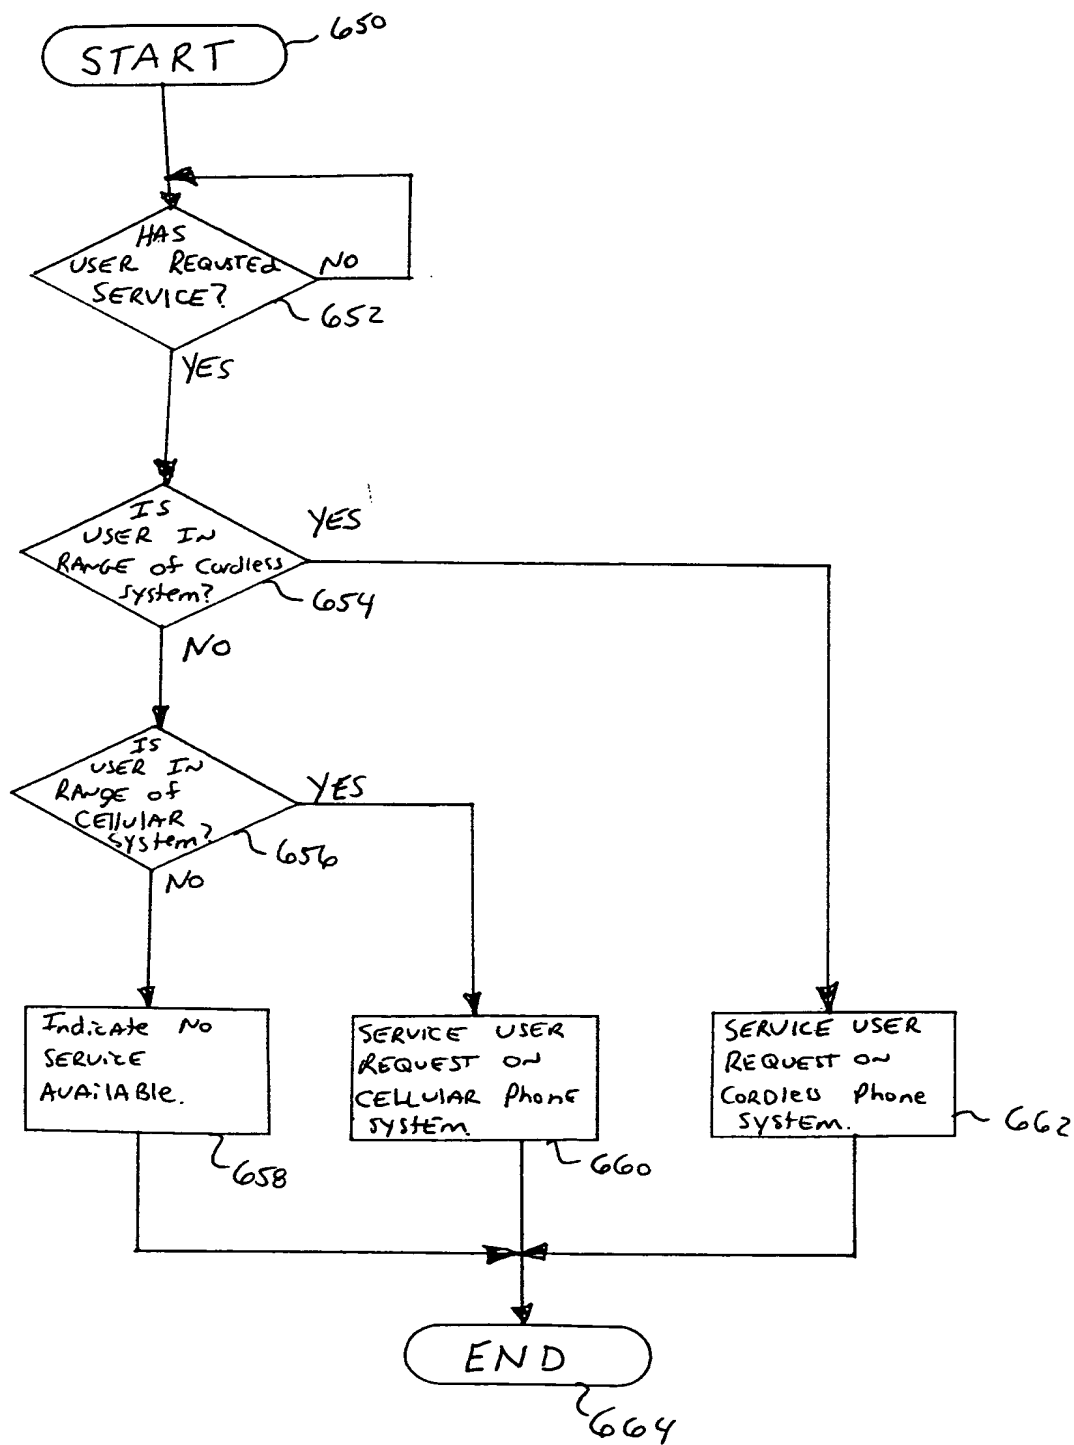 START
650
HAS
USER REQUSTED
SERVICE?
NO
652
YES
IS
USER IN
RANGE of Cordless
system?
YES
654
NO
IS
USER IN
RANGE of
CELLULAR
system?
YES
656
NO
Indicate No
SERVICE
AVAILABLE.
658
SERVICE USER
REQUEST ON
CELLULAR Phone
SYSTEM.
660
SERVICE USER
REQUEST ON
CORDless Phone
SYSTEM.
662
END
664